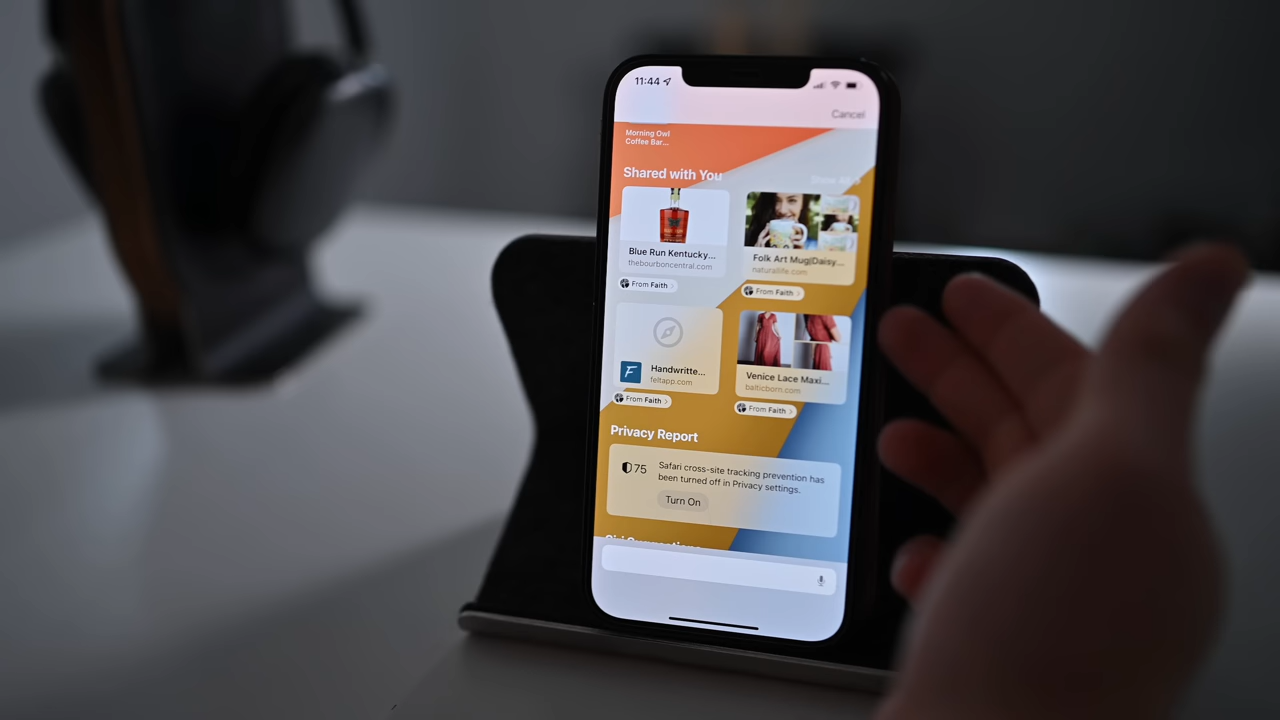 11:44
Cancel
Morning Owl
Coffee Bar...
Shared with You
Blue Run Kentucky...
thebourboncentral.com
From Faith >
Folk Art Mug|Daisy...
naturallife.com
From Faith >
Handwritte...
feltapp.com
From Faith >
Venice Lace Maxi...
balticborn.com
From Faith >
Privacy Report
75
Safari cross-site tracking prevention has
been turned off in Privacy settings.
Turn On
Siri Suggestions